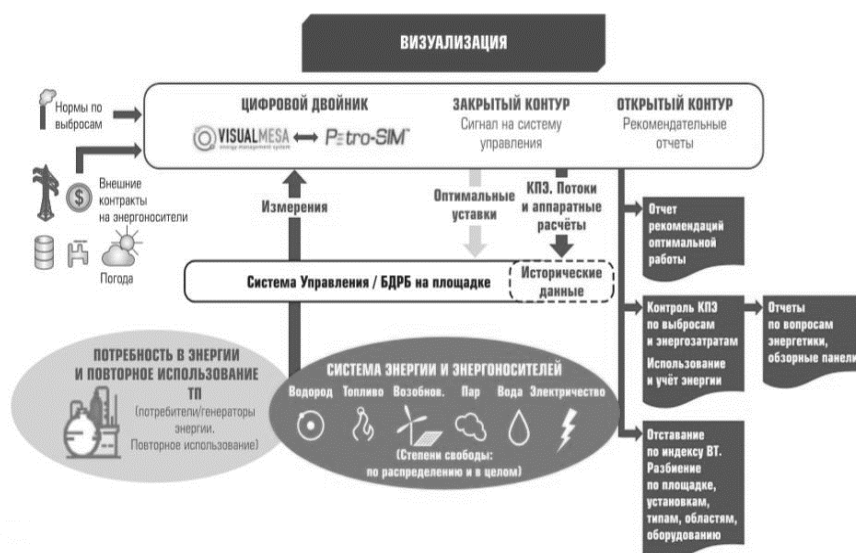 ВИЗУАЛИЗАЦИЯ
Нормы по
выбросам
Внешние
контракты
на энергоносители
Погода
ЦИФРОВОЙ ДВОЙНИК
VISUALMESA
energy management system
Petro-SIM™
ЗАКРЫТЫЙ КОНТУР
Сигнал на систему
управления
ОТКРЫТЫЙ КОНТУР
Рекомендательные
отчеты
Измерения
Оптимальные
уставки
КПЭ. Потоки
и аппаратные
расчёты
Система Управления / БДРБ на площадке
Исторические
данные
Отчет
рекомендаций
оптимальной
работы
Контроль КПЭ
по выбросам
и энергозатратам
Использование
и учёт энергии
Отчеты
по вопросам
энергетики,
обзорные панели
Отставание
по индексу ВТ.
Разбиение
по площадке,
установкам,
типам, областям,
оборудованию
ПОТРЕБНОСТЬ В ЭНЕРГИИ
И ПОВТОРНОЕ ИСПОЛЬЗОВАНИЕ
ТП
(потребители/генераторы
энергии.
Повторное использование)
СИСТЕМА ЭНЕРГИИ И ЭНЕРГОНОСИТЕЛЕЙ
Водород Топливо Возобнов. Пар Вода Электричество
(Степени свободы:
по распределению и в целом)